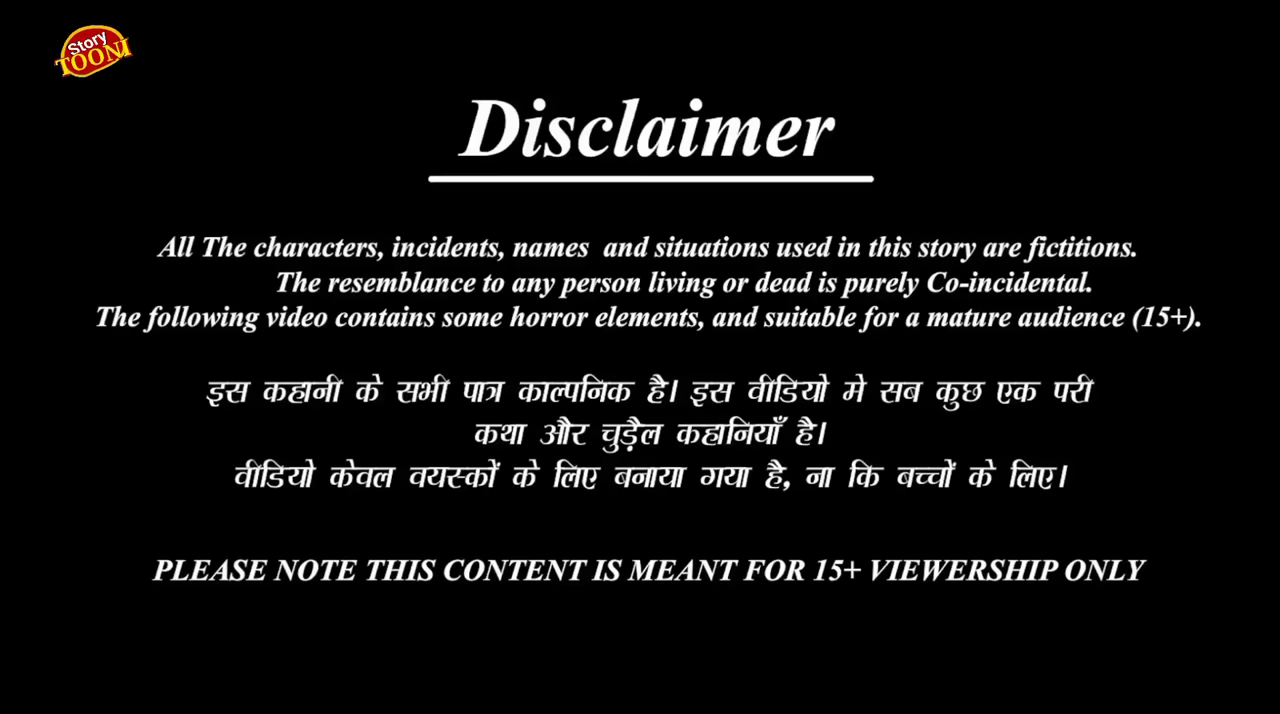 Story
TOONI
Disclaimer
All The characters, incidents, names and situations used in this story are fictitions.
The resemblance to any person living or dead is purely Co-incidental.
The following video contains some horror elements, and suitable for a mature audience (15+).
इस कहानी के सभी पात्र काल्पनिक है। इस वीडियो मे सब कुछ एक परी
कथा और चुड़ैल कहानियाँ है।
वीडियो केवल वयस्कों के लिए बनाया गया है, ना कि बच्चों के लिए।
PLEASE NOTE THIS CONTENT IS MEANT FOR 15+ VIEWERSHIP ONLY